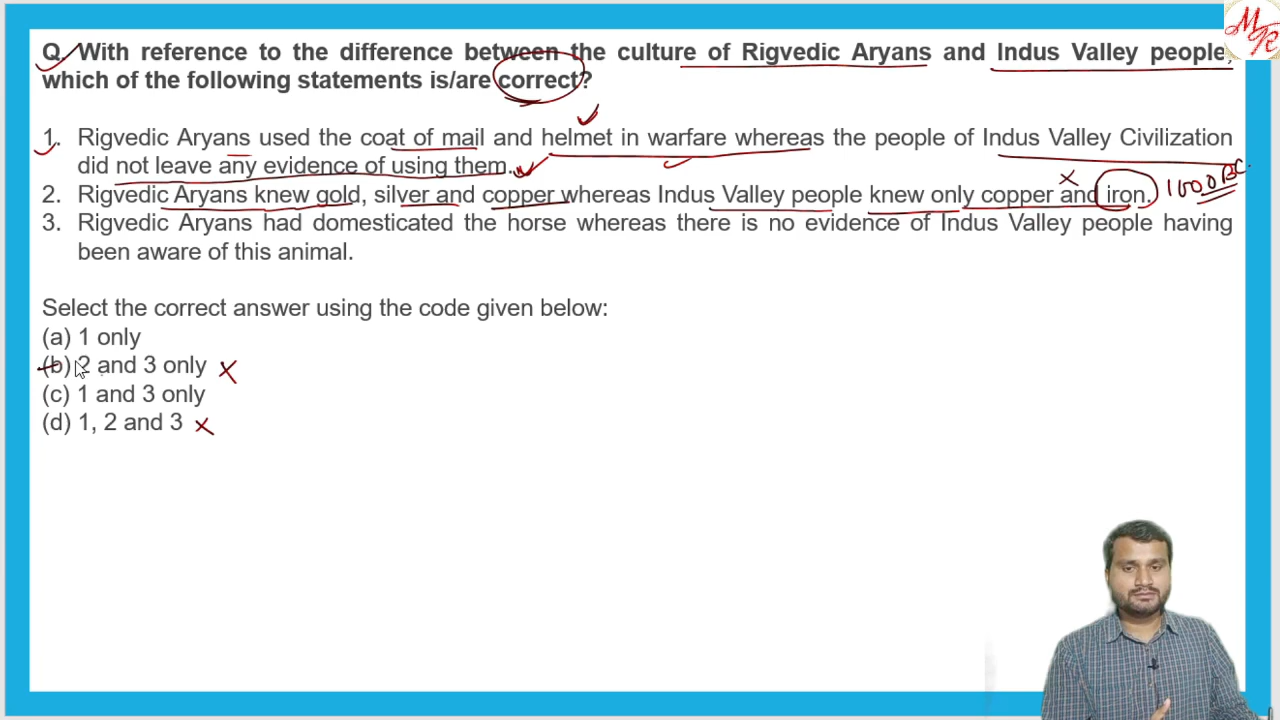 MTC
Q. With reference to the difference between the culture of Rigvedic Aryans and Indus Valley people,
which of the following statements is/are correct?
1. Rigvedic Aryans used the coat of mail and helmet in warfare whereas the people of Indus Valley Civilization
did not leave any evidence of using them.
2. Rigvedic Aryans knew gold, silver and copper whereas Indus Valley people knew only copper and iron. 1000 BC.
3. Rigvedic Aryans had domesticated the horse whereas there is no evidence of Indus Valley people having
been aware of this animal.
Select the correct answer using the code given below:
(a) 1 only
(b) 2 and 3 only
(c) 1 and 3 only
(d) 1, 2 and 3